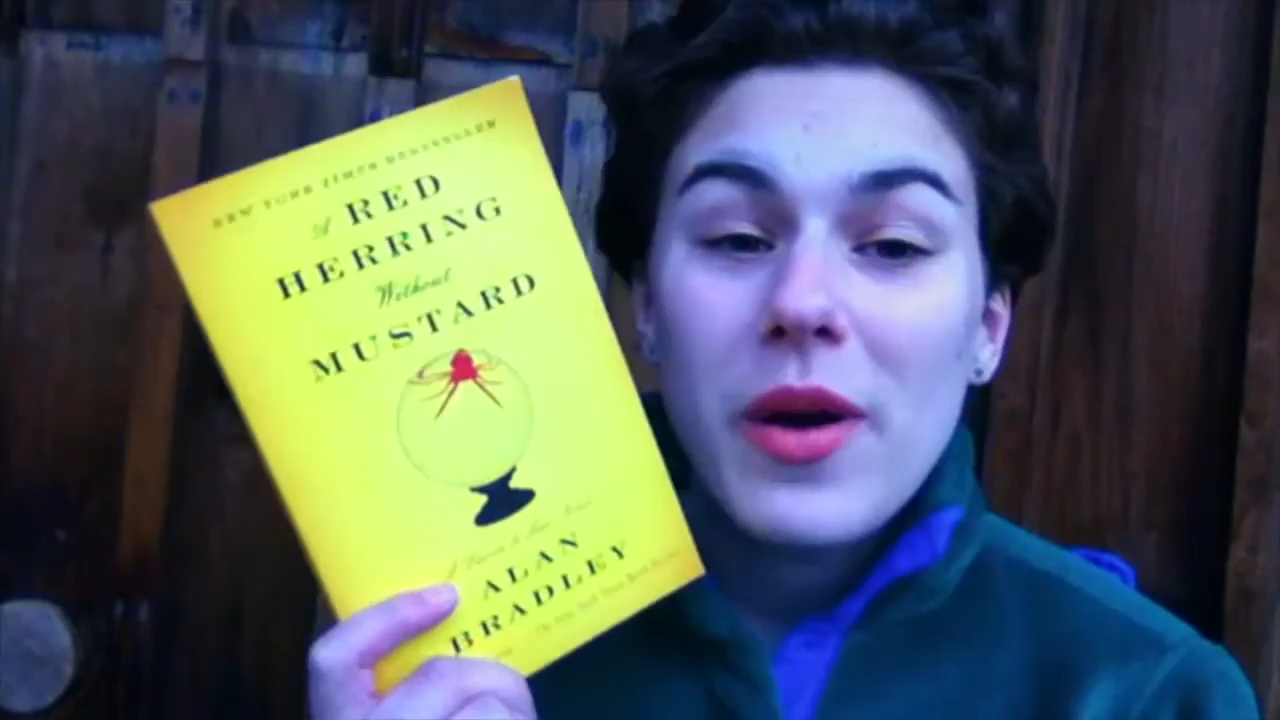 NEW YORK TIMES BESTSELLER
A RED
HERRING
Without
MUSTARD
ALAN
BRADLEY